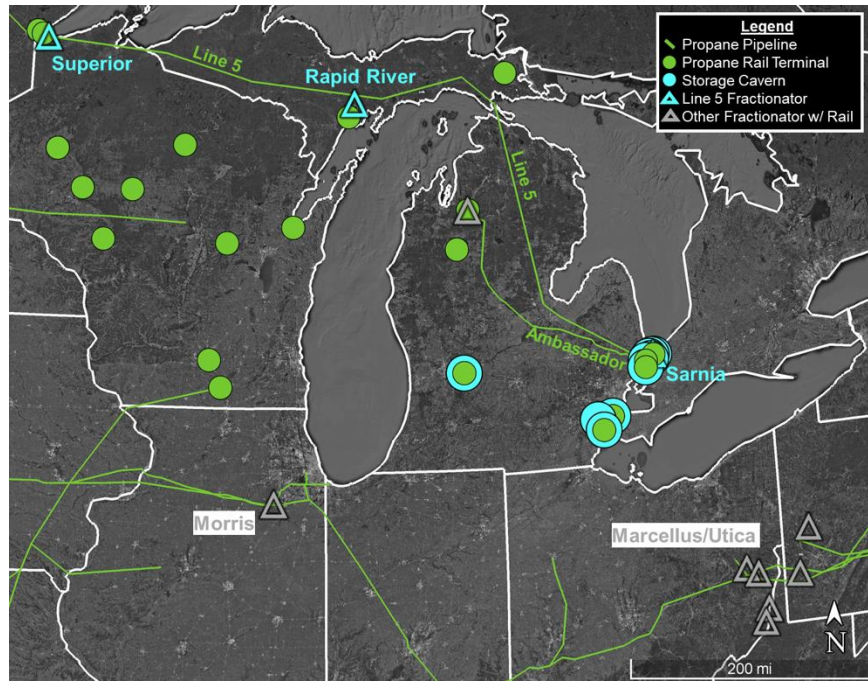 Legend
Propane Pipeline
Propane Rail Terminal
Storage Cavern
Line 5 Fractionator
Other Fractionator w/ Rail
Superior
Line 5
Rapid River
Line 5
Ambassador
Sarnia
Morris
Marcellus/Utica
N
200 mi